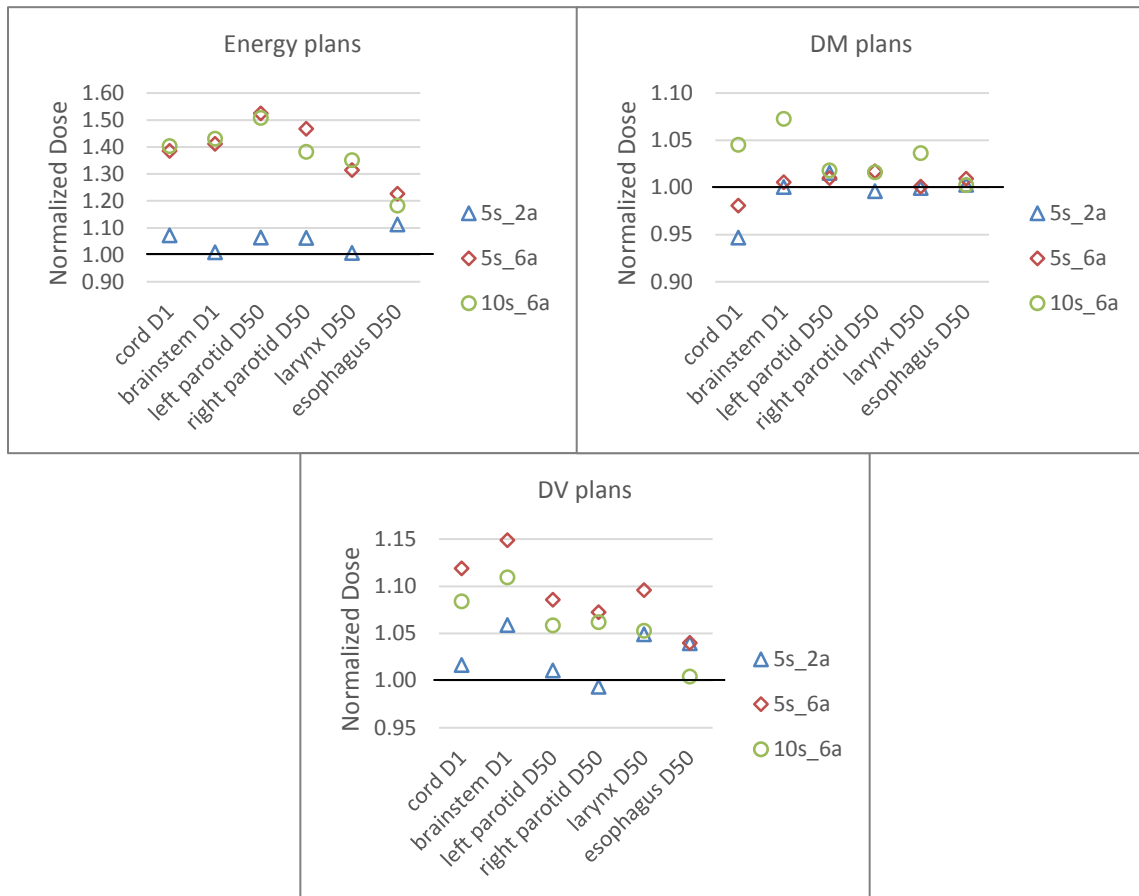 Energy plans
Normalized Dose
1.60
1.50
1.40
1.30
1.20
1.10
1.00
0.90
cord D1
brainstem D1
left parotid D50
right parotid D50
larynx D50
esophagus D50
5s_2a
5s_6a
10s_6a
DM plans
Normalized Dose
1.10
1.05
1.00
0.95
0.90
cord D1
brainstem D1
left parotid D50
right parotid D50
larynx D50
esophagus D50
5s_2a
5s_6a
10s_6a
DV plans
Normalized Dose
1.15
1.10
1.05
1.00
0.95
cord D1
brainstem D1
left parotid D50
right parotid D50
larynx D50
esophagus D50
5s_2a
5s_6a
10s_6a